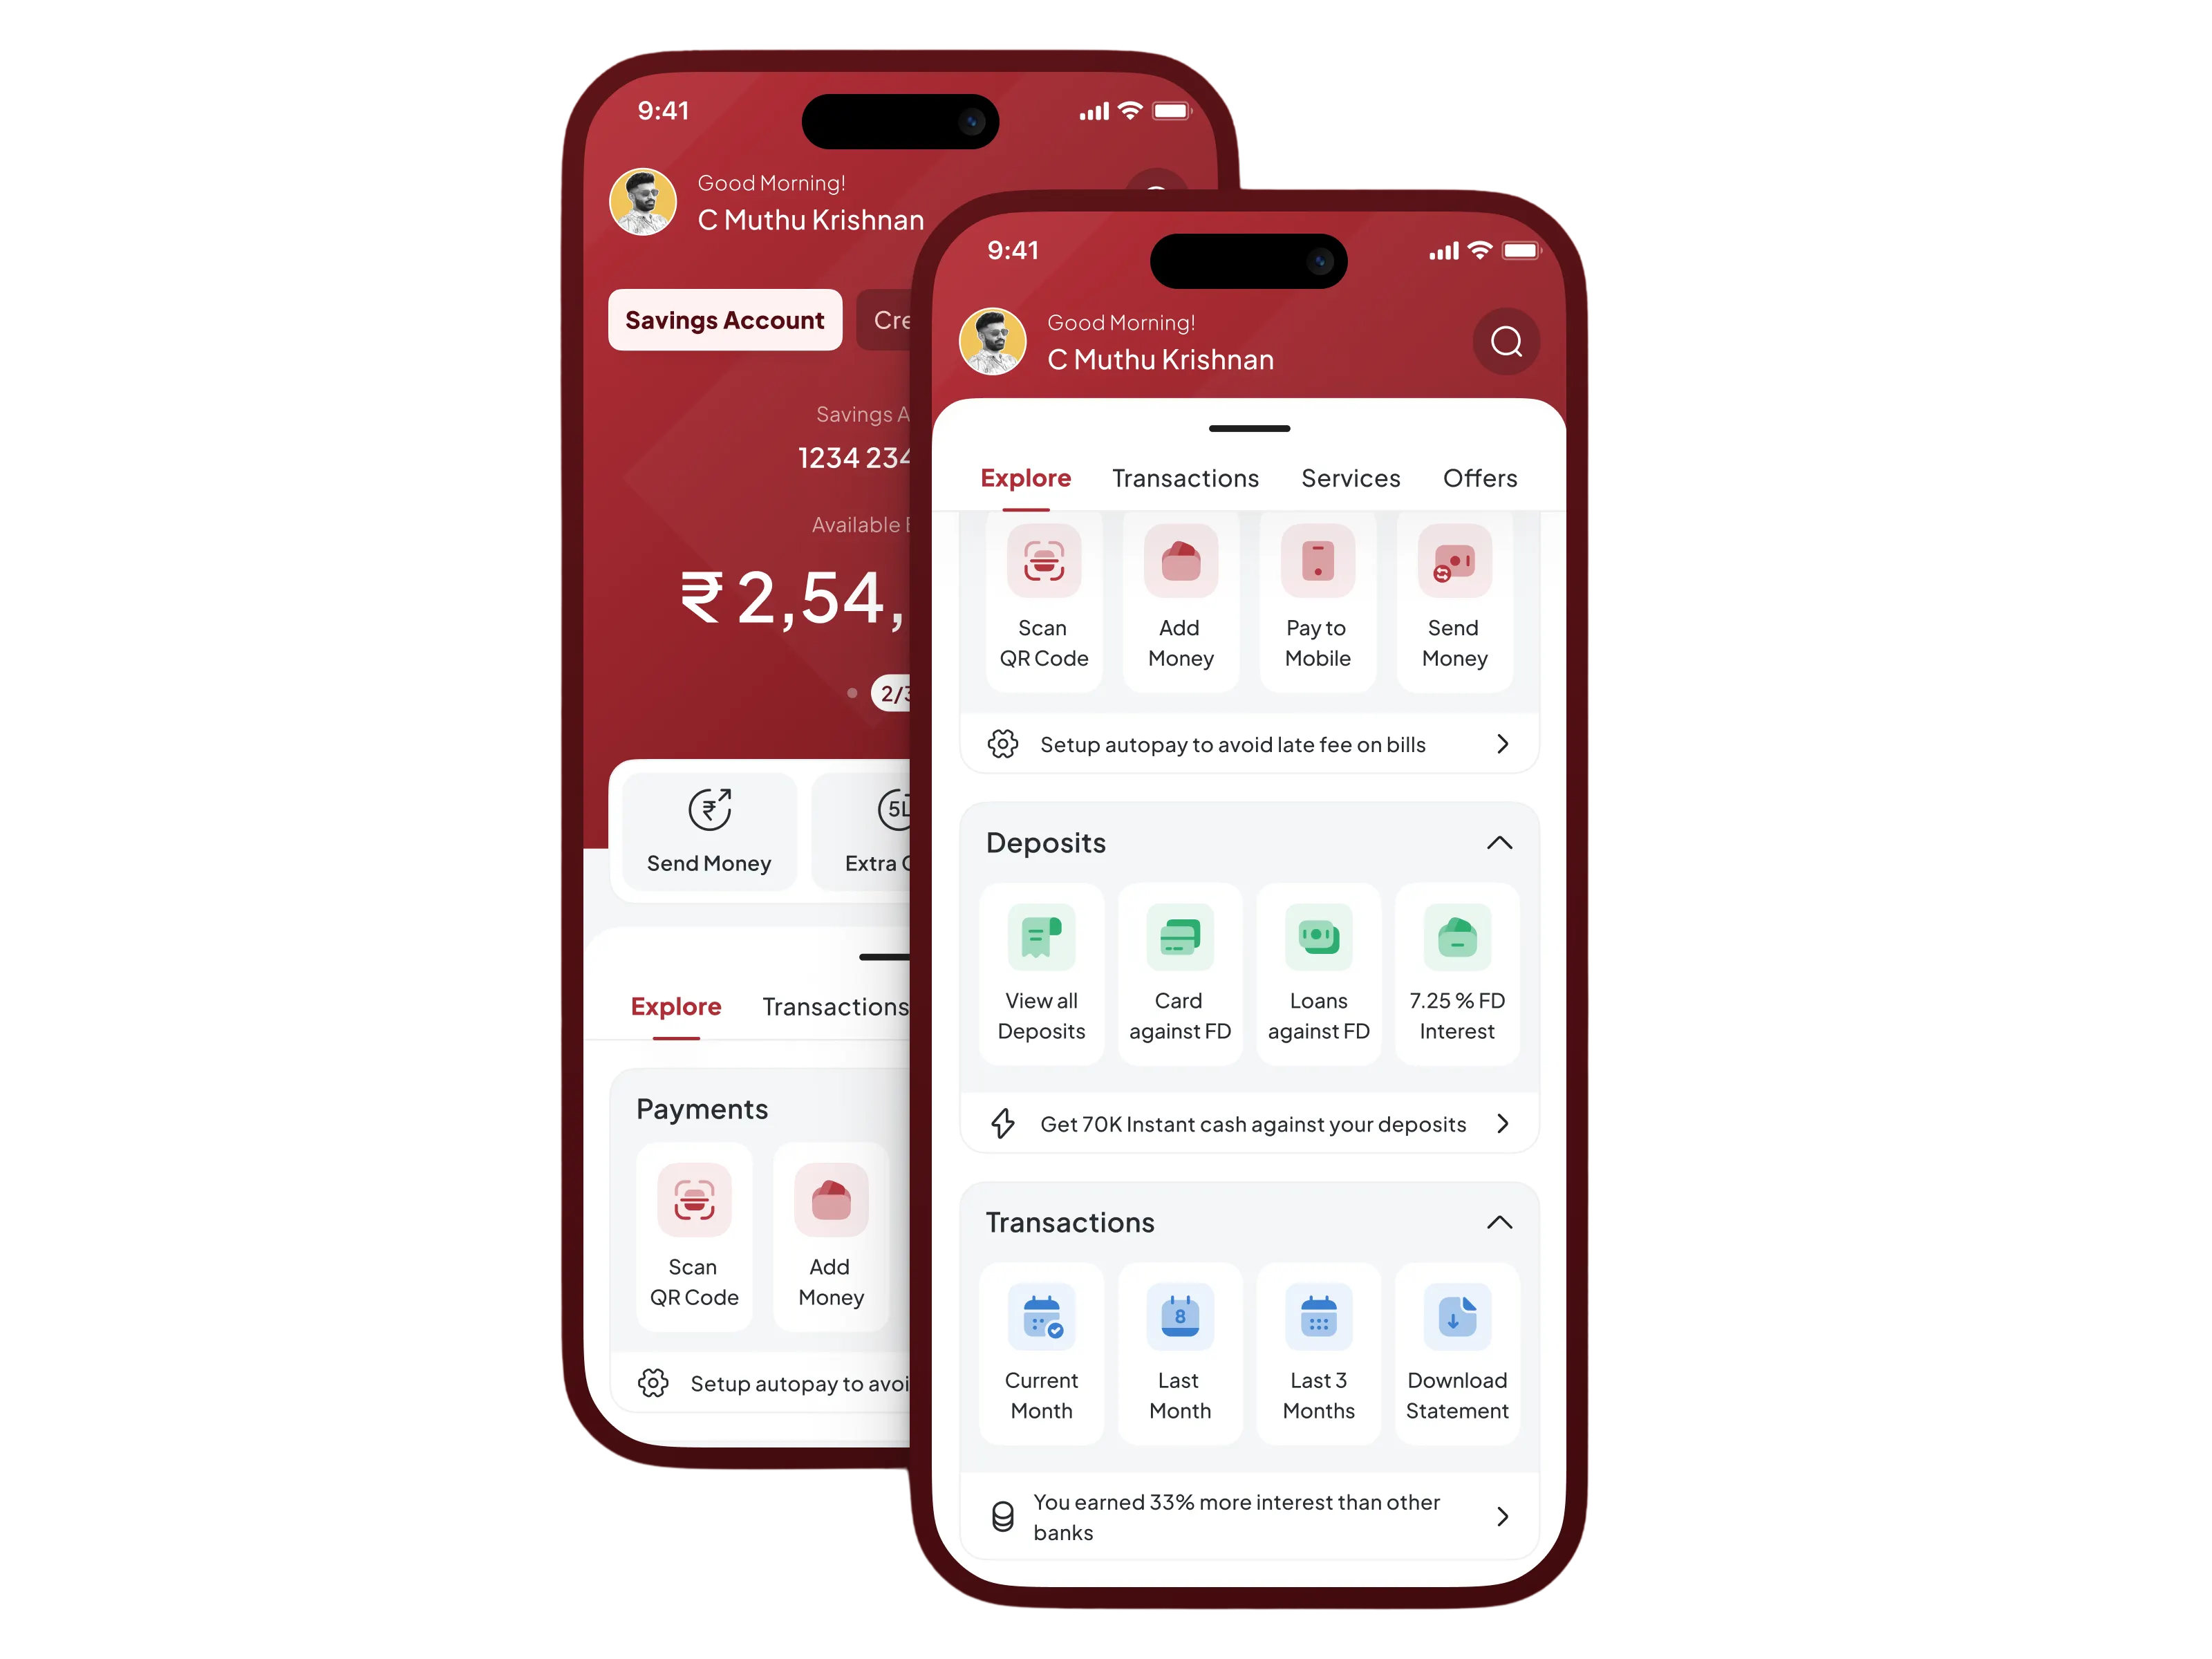 9:41
Good Morning!
C Muthu Krishnan
Savings Account
Savings
1234
Available
₹ 2,54,
2/3
Send Money
5L
Extra
Explore
Transactions
Payments
Scan
QR Code
Add
Money
Setup autopay to
9:41
Good Morning!
C Muthu Krishnan
Explore Transactions Services Offers
Scan
QR Code
Add
Money
Pay to
Mobile
Send
Money
Setup autopay to avoid late fee on bills
Deposits
View all
Deposits
Card
against FD
Loans
against FD
7.25 % FD
Interest
Get 70K Instant cash against your deposits
Transactions
Current
Month
8
Last
Month
Last 3
Months
Download
Statement
You earned 33% more interest than other
banks